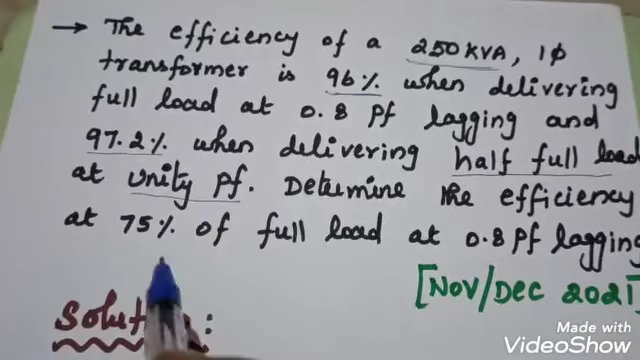 → The efficiency of a 250KVA, 1ϕ
transformer is 96% when delivering
full load at 0.8 Pf lagging and
97.2% when delivering half full load
at unity pf. Determine the efficiency
at 75% of full load at 0.8 Pf lagging
[Nov/Dec 2021]
Solution:
Made with
VideoShow